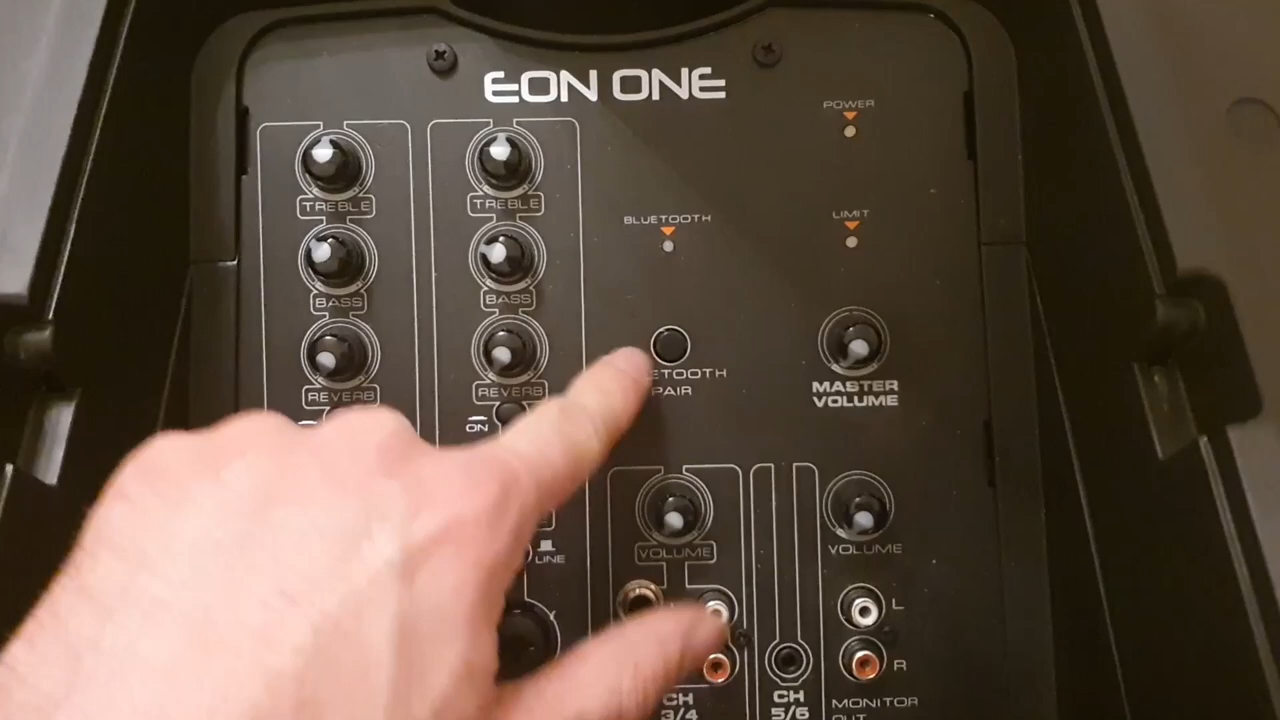 EON ONE
POWER
TREBLE
TREBLE
BLUETOOTH
LIMIT
BASS
BASS
REVERB
REVERB
ETOOTH
PAIR
MASTER
VOLUME
ON
VOLUME
VOLUME
LINE
L
R
CH
3/4
CH
5/6
MONITOR
OUT